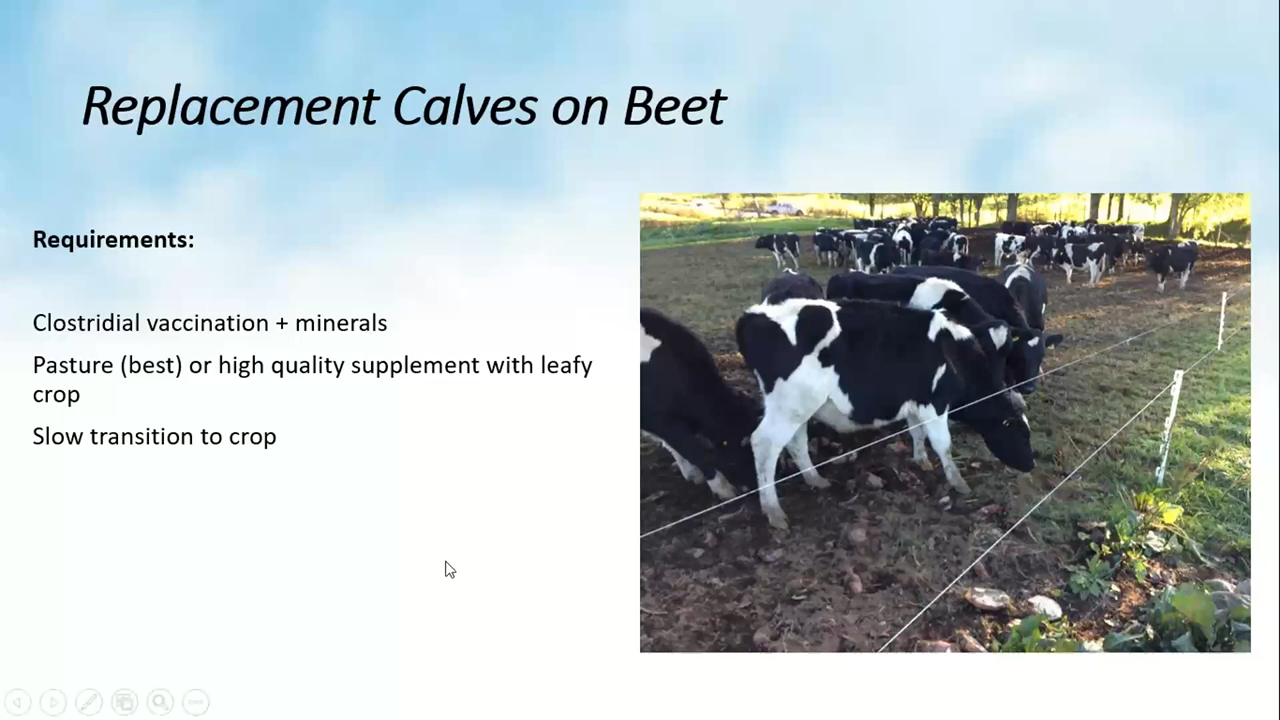 Replacement Calves on Beet
Requirements:
Clostridial vaccination + minerals
Pasture (best) or high quality supplement with leafy
crop
Slow transition to crop